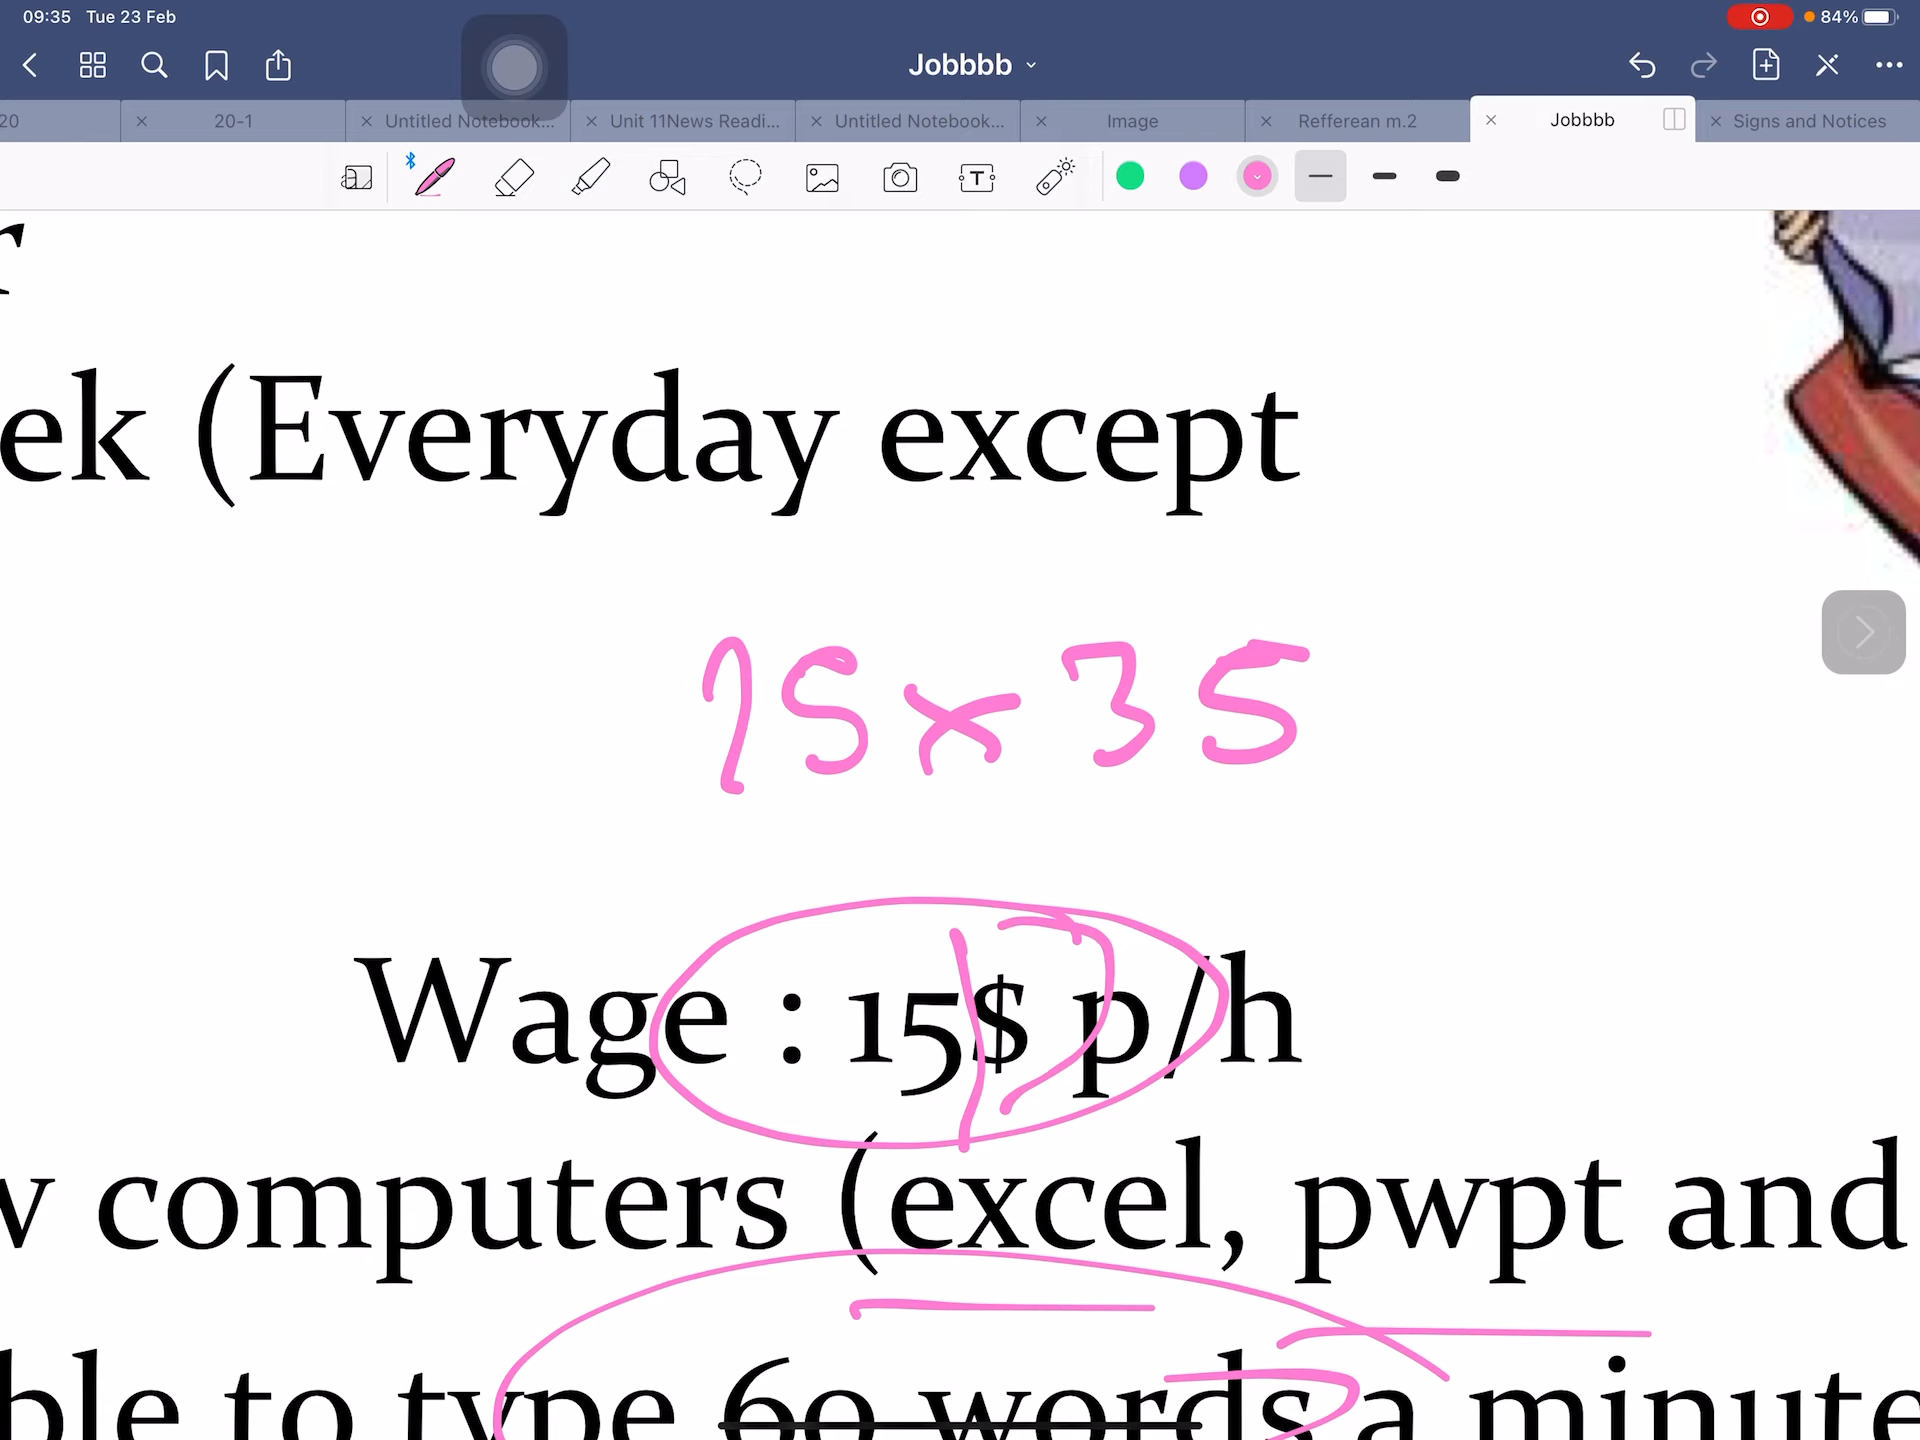 09:35 Tue 23 Feb
84%
Jobbbb
20
20-1
Untitled Notebook...
Unit 11News Readi...
Untitled Notebook...
Image
Refferean m.2
Jobbbb
Signs and Notices
r
ek (Everyday except
15 x 35
Wage : 15$ p/h
w computers (excel, pwpt and
ble to type 60 words a minute